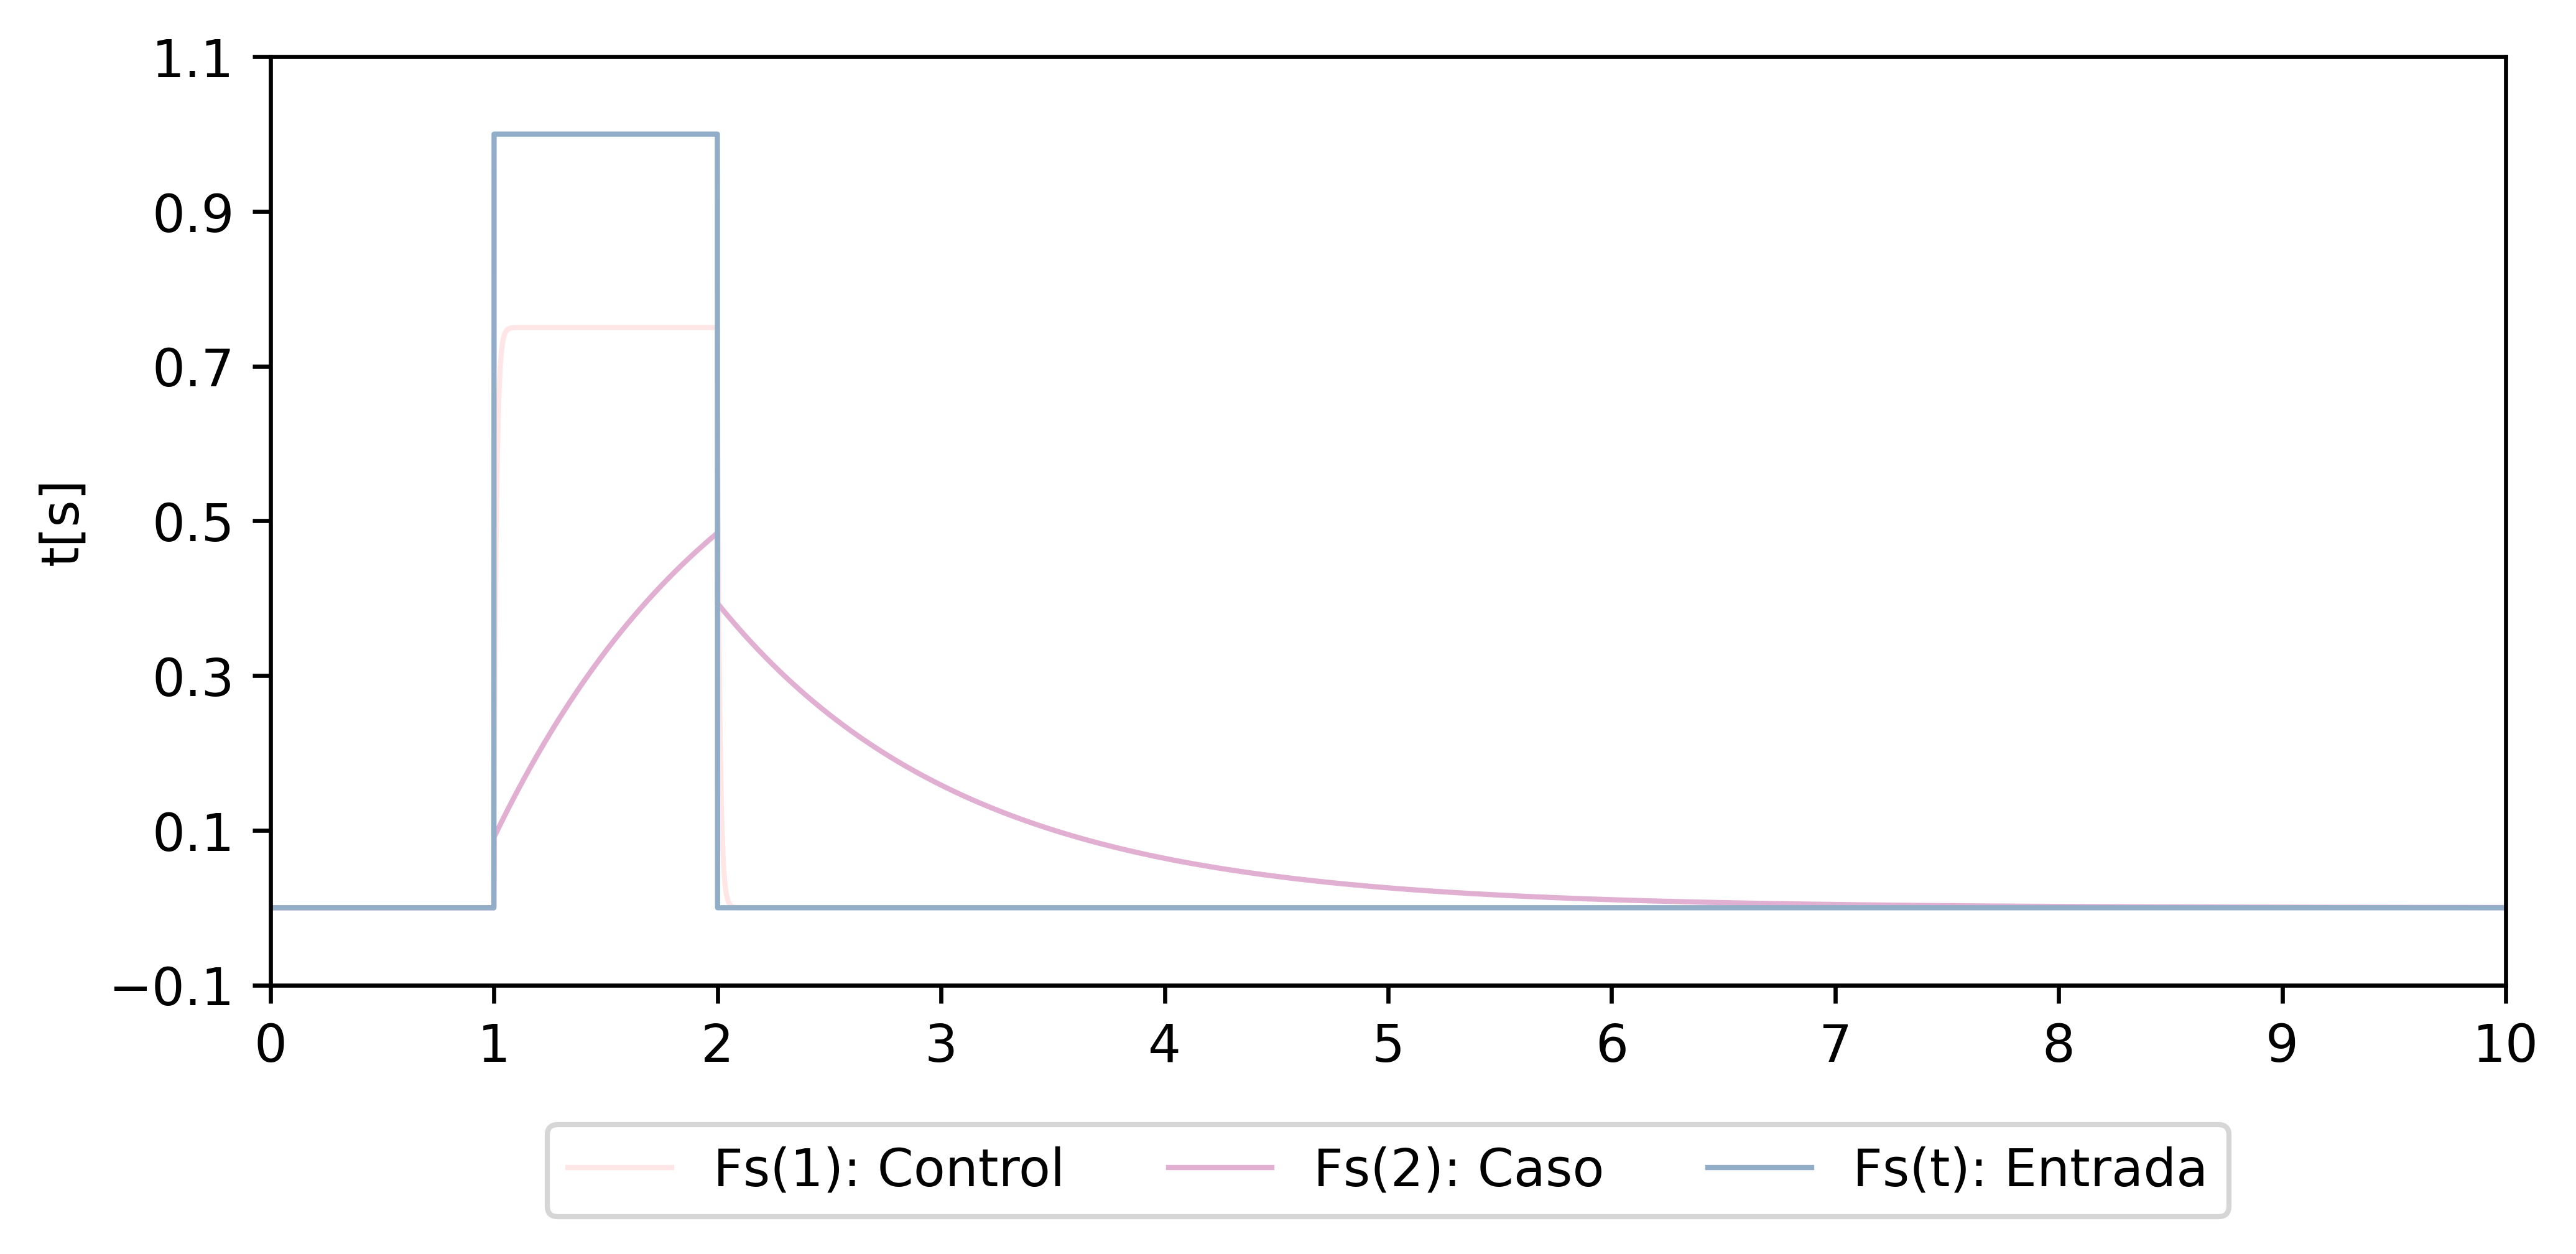 1.1
0.9
0.7
0.5
0.3
0.1
−0.1
t[s]
0 1 2 3 4 5 6 7 8 9 10
Fs(1): Control Fs(2): Caso Fs(t): Entrada